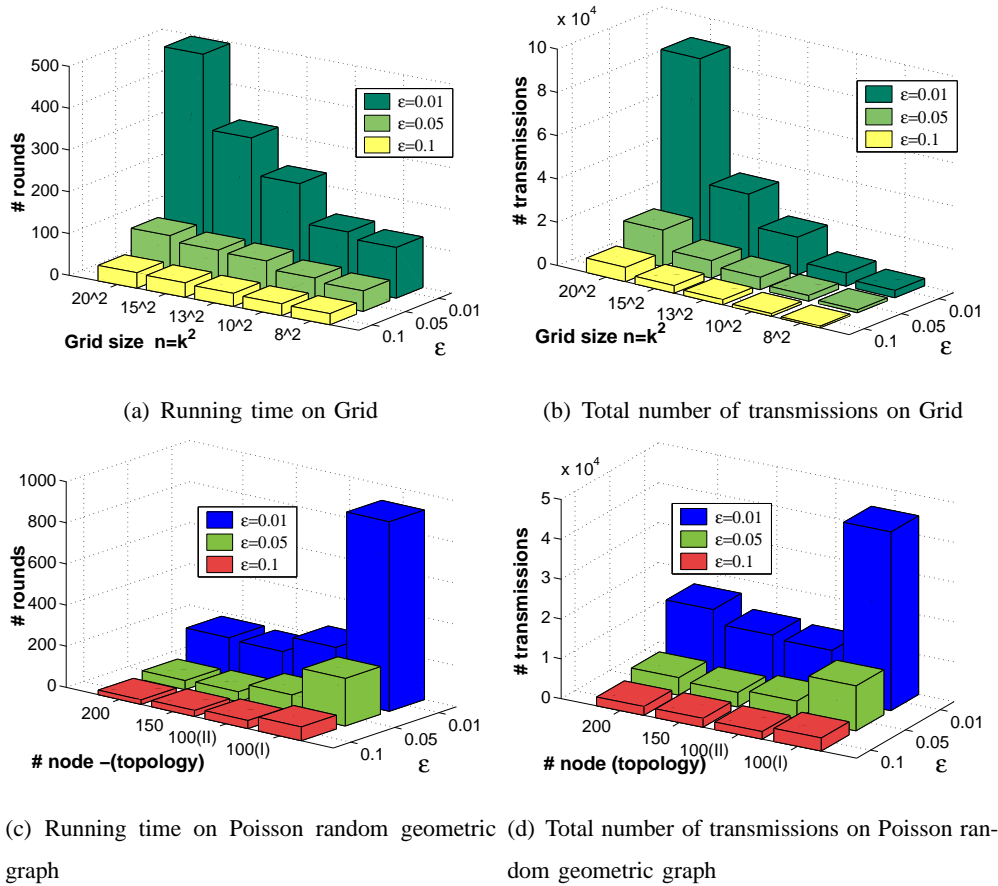 x 10^4
500
400
300
200
100
0
# rounds
ε=0.01
ε=0.05
ε=0.1
20^2
15^2
13^2
10^2
8^2
0.1
0.05
0.01
Grid size n=k²
ε
10
8
6
4
2
0
# transmissions
ε=0.01
ε=0.05
ε=0.1
20^2
15^2
13^2
10^2
8^2
0.1
0.05
0.01
Grid size n=k²
ε
(a) Running time on Grid
(b) Total number of transmissions on Grid
1000
800
600
400
200
0
# rounds
ε=0.01
ε=0.05
ε=0.1
200
150
100(II)
100(I)
0.1
0.05
0.01
# node –(topology)
ε
x 10^4
5
4
3
2
1
0
# transmissions
ε=0.01
ε=0.05
ε=0.1
200
150
100(II)
100(I)
0.1
0.05
0.01
# node (topology)
ε
(c) Running time on Poisson random geometric
graph
(d) Total number of transmissions on Poisson ran-
dom geometric graph